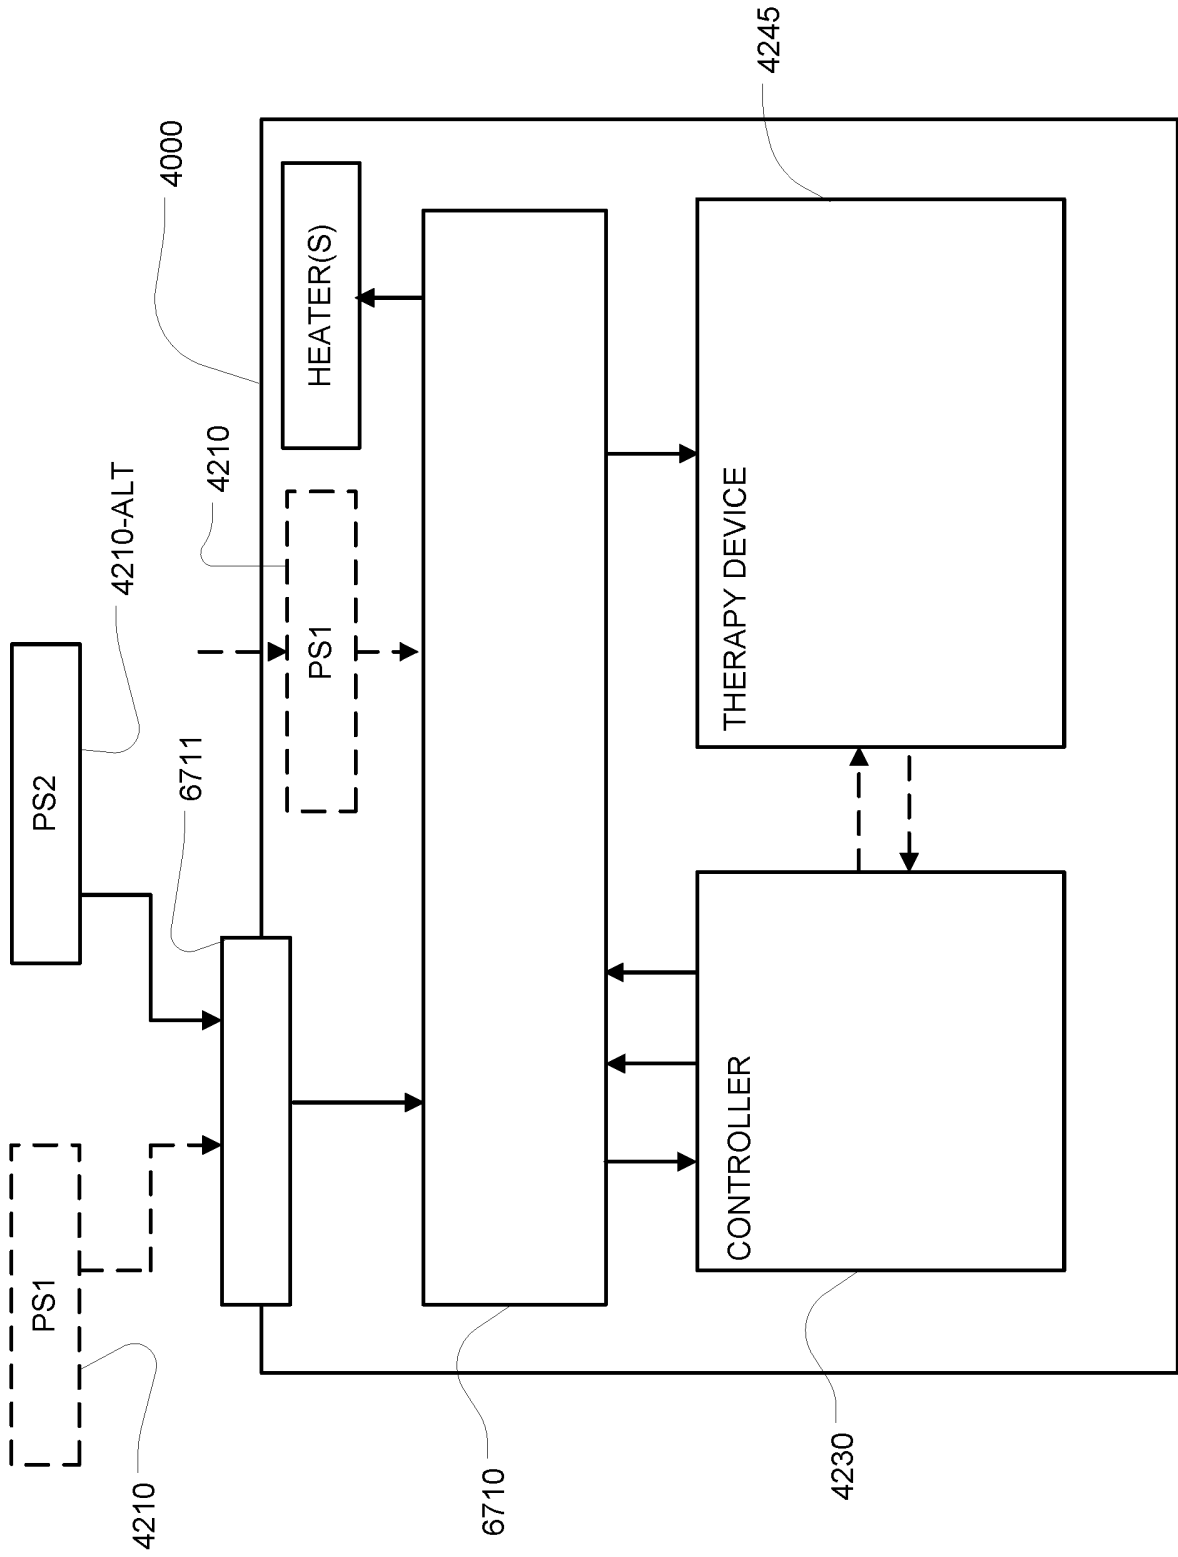 4210
PS1
PS2
4210-ALT
6711
4210
4000
PS1
HEATER(S)
4245
6710
CONTROLLER
THERAPY DEVICE
4230